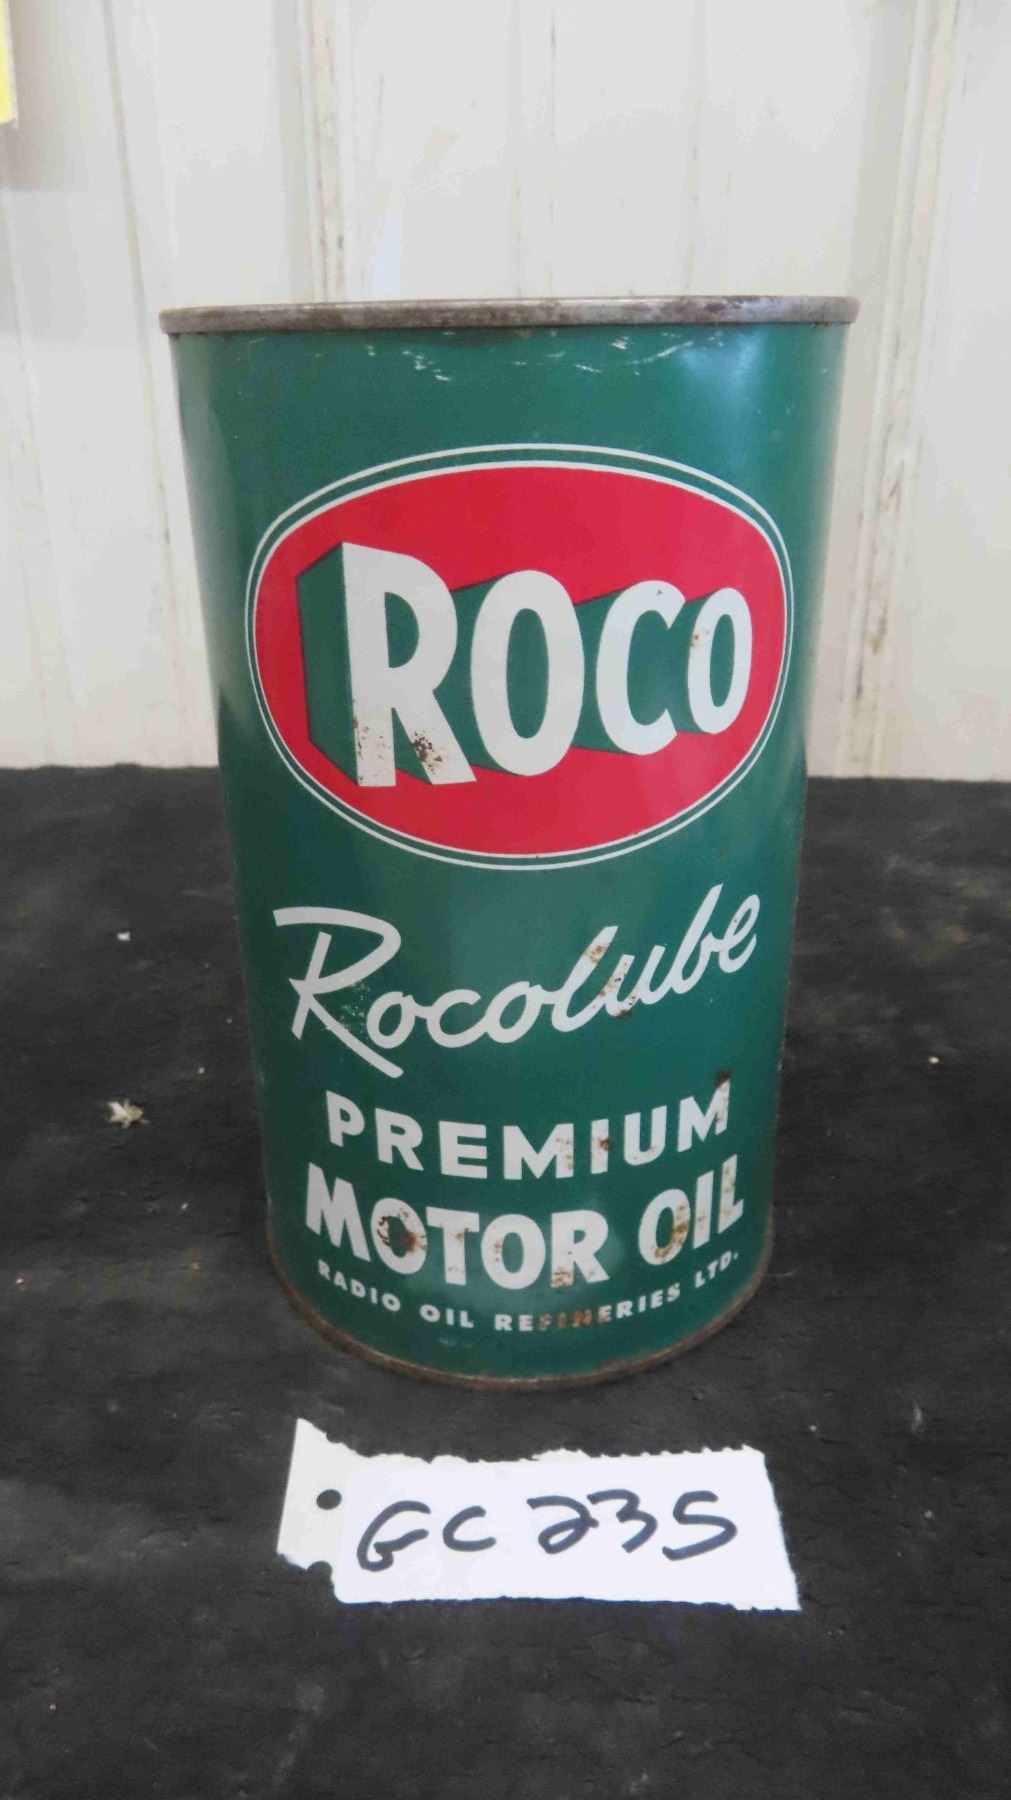 ROCO
Rocolube
PREMIUM
MOTOR OIL
RADIO OIL REFINERIES LTD.
GC 235